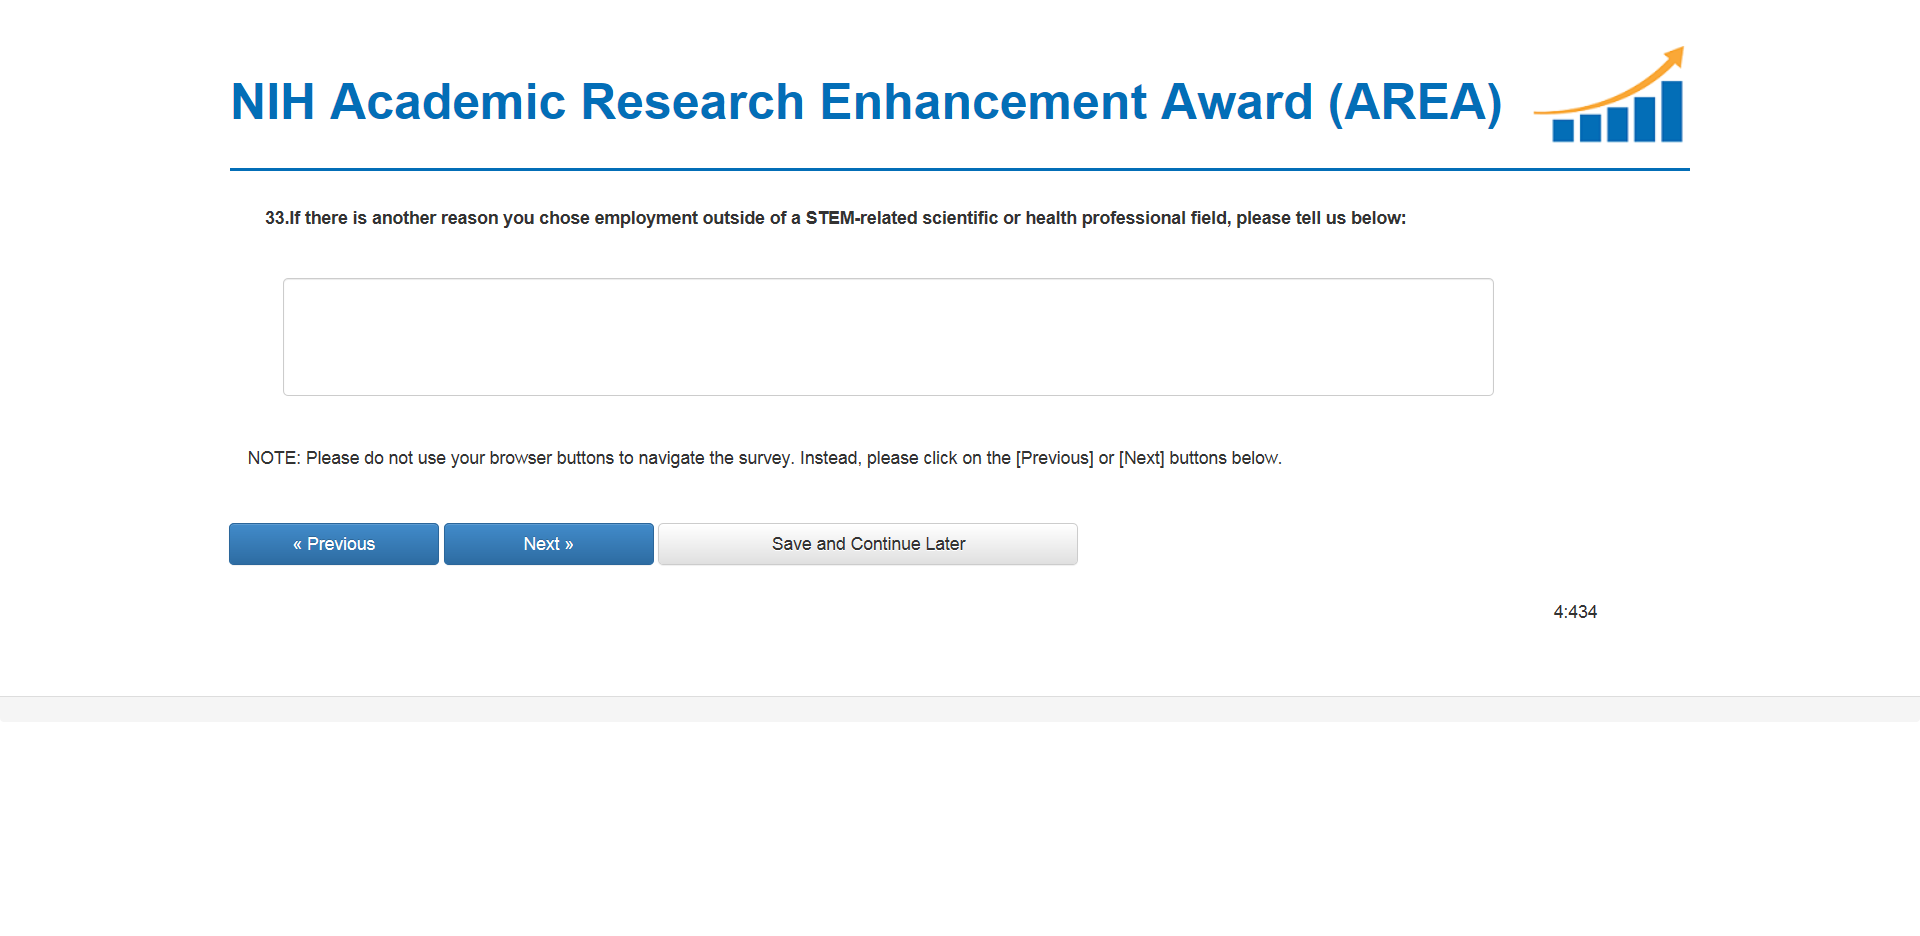 NIH Academic Research Enhancement Award (AREA)
33.If there is another reason you chose employment outside of a STEM-related scientific or health professional field, please tell us below:
NOTE: Please do not use your browser buttons to navigate the survey. Instead, please click on the [Previous] or [Next] buttons below.
« Previous
Next »
Save and Continue Later
4:434